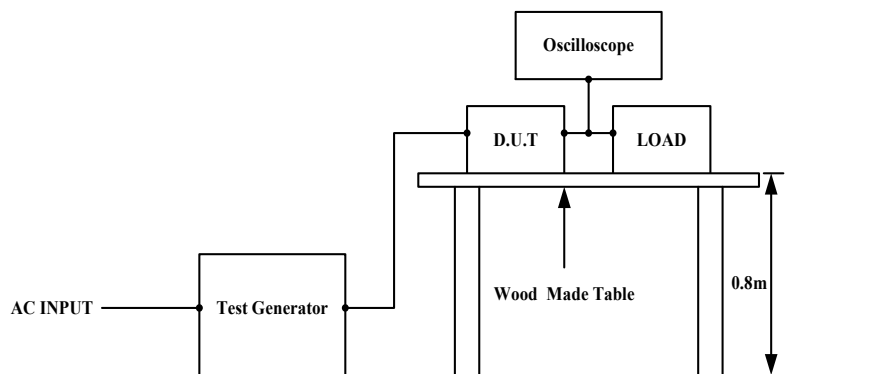 Oscilloscope
D.U.T
LOAD
Wood Made Table
0.8m
AC INPUT
Test Generator